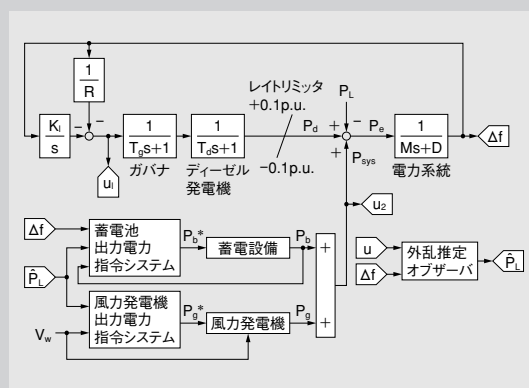 1
R
K_I
s
−
−
u_I
1
T_gs+1
ガバナ
1
T_ds+1
ディーゼル
発電機
レイトリミッタ
+0.1p.u.
−0.1p.u.
P_d
P_L
+
−
+
P_e
P_sys
1
Ms+D
電力系統
Δf
u_2
Δf
P̂_L
V_w
蓄電池
出力電力
指令システム
P_b*
蓄電設備
P_b
+
風力発電機
出力電力
指令システム
P_g*
風力発電機
P_g
+
u
Δf
外乱推定
オブザーバ
P̂_L